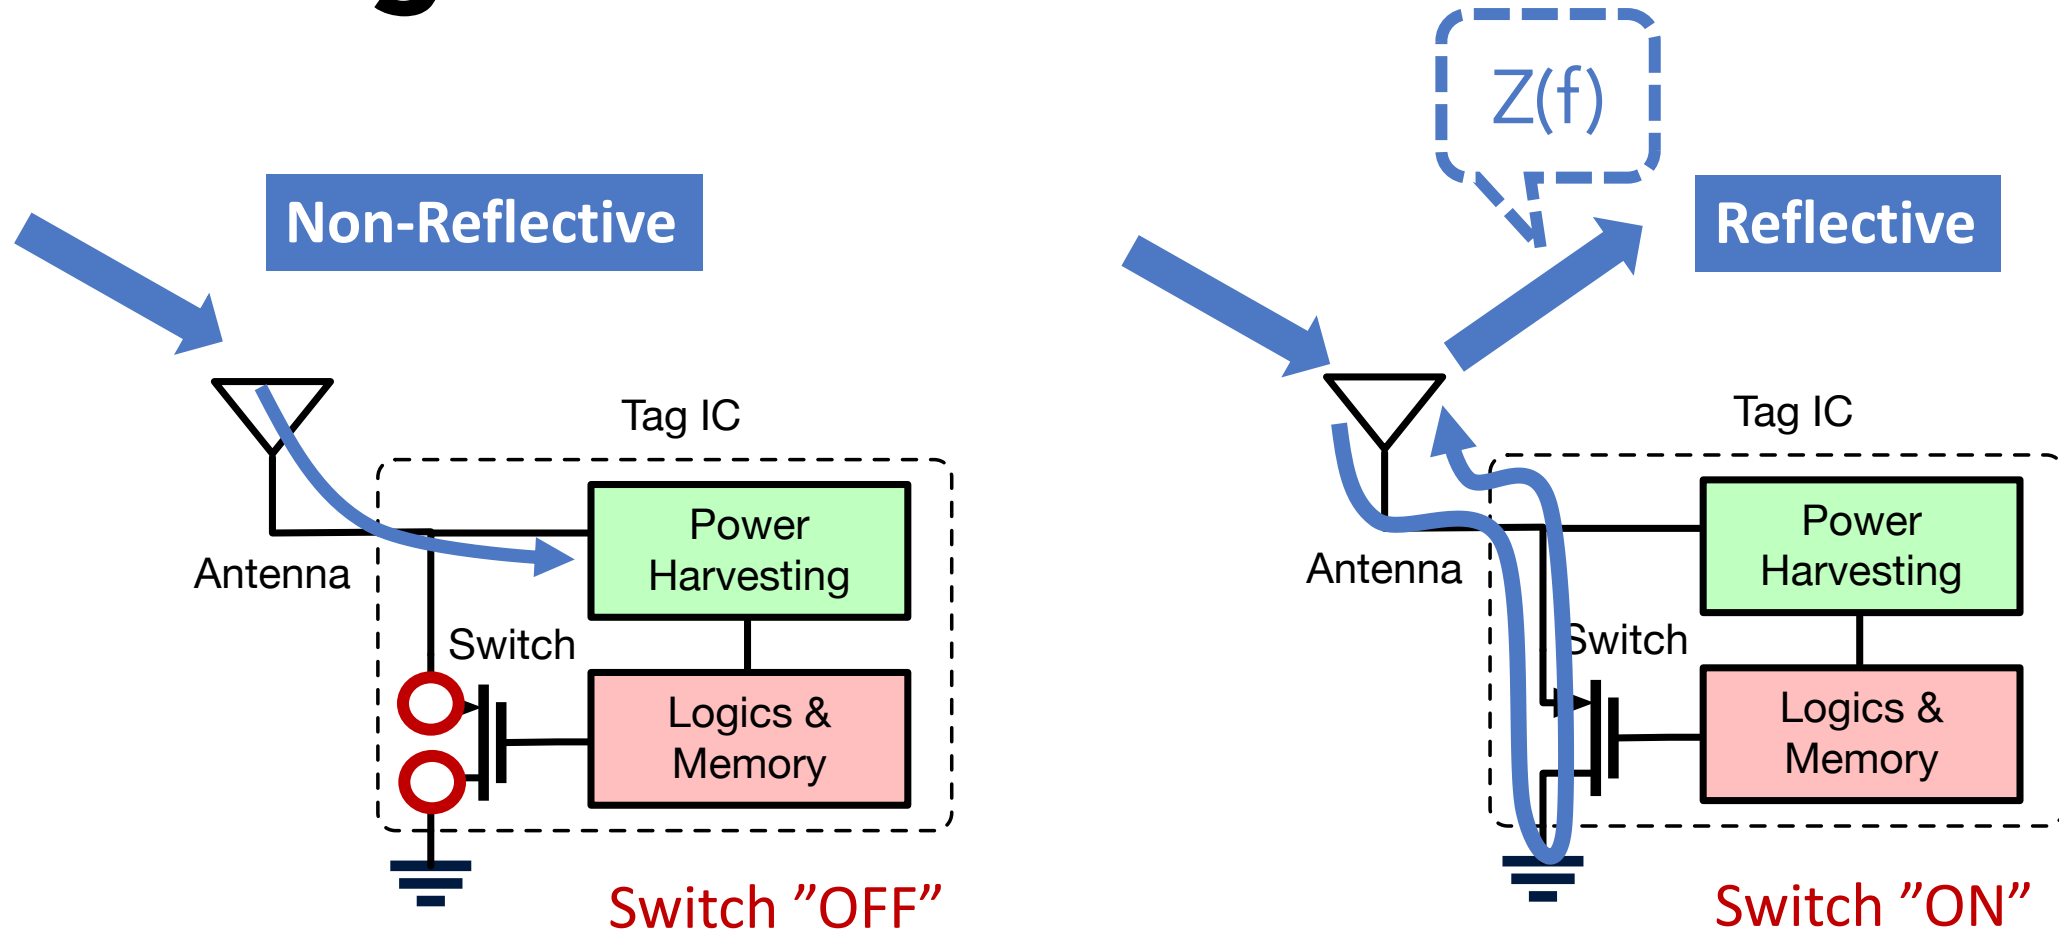 Z(f)
Non-Reflective
Reflective
Tag IC
Power
Harvesting
Antenna
Switch
Logics &
Memory
Switch ”OFF”
Tag IC
Power
Harvesting
Antenna
Switch
Logics &
Memory
Switch ”ON”